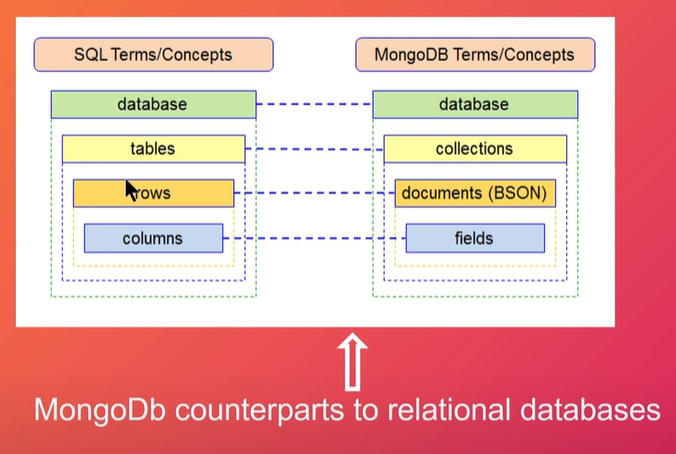 SQL Terms/Concepts
MongoDB Terms/Concepts
database
database
tables
collections
rows
documents (BSON)
columns
fields
MongoDb counterparts to relational databases